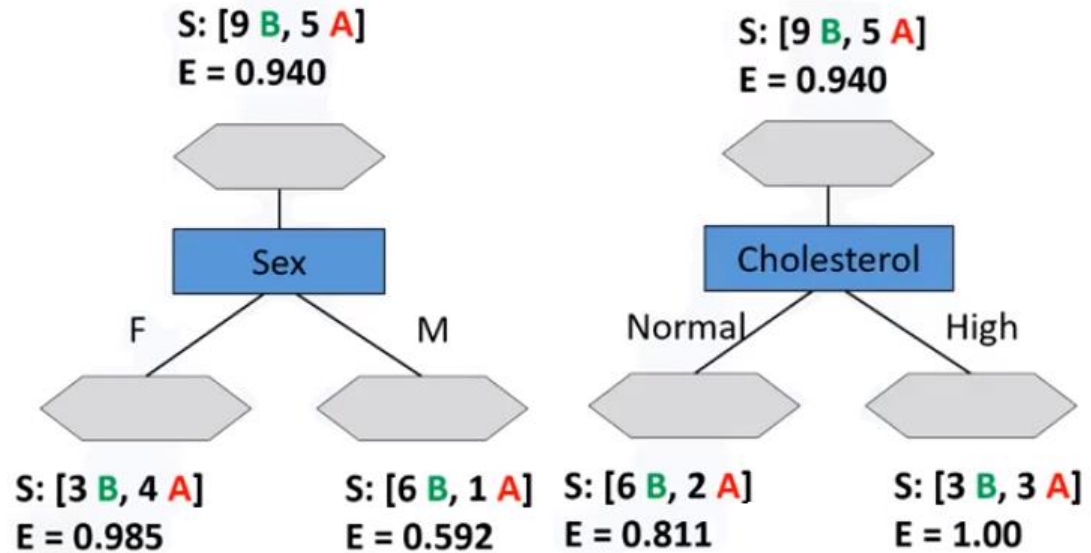 S: [9 B, 5 A]
E = 0.940
Sex
F
M
S: [3 B, 4 A]
E = 0.985
S: [6 B, 1 A]
E = 0.592
S: [9 B, 5 A]
E = 0.940
Cholesterol
Normal
High
S: [6 B, 2 A]
E = 0.811
S: [3 B, 3 A]
E = 1.00